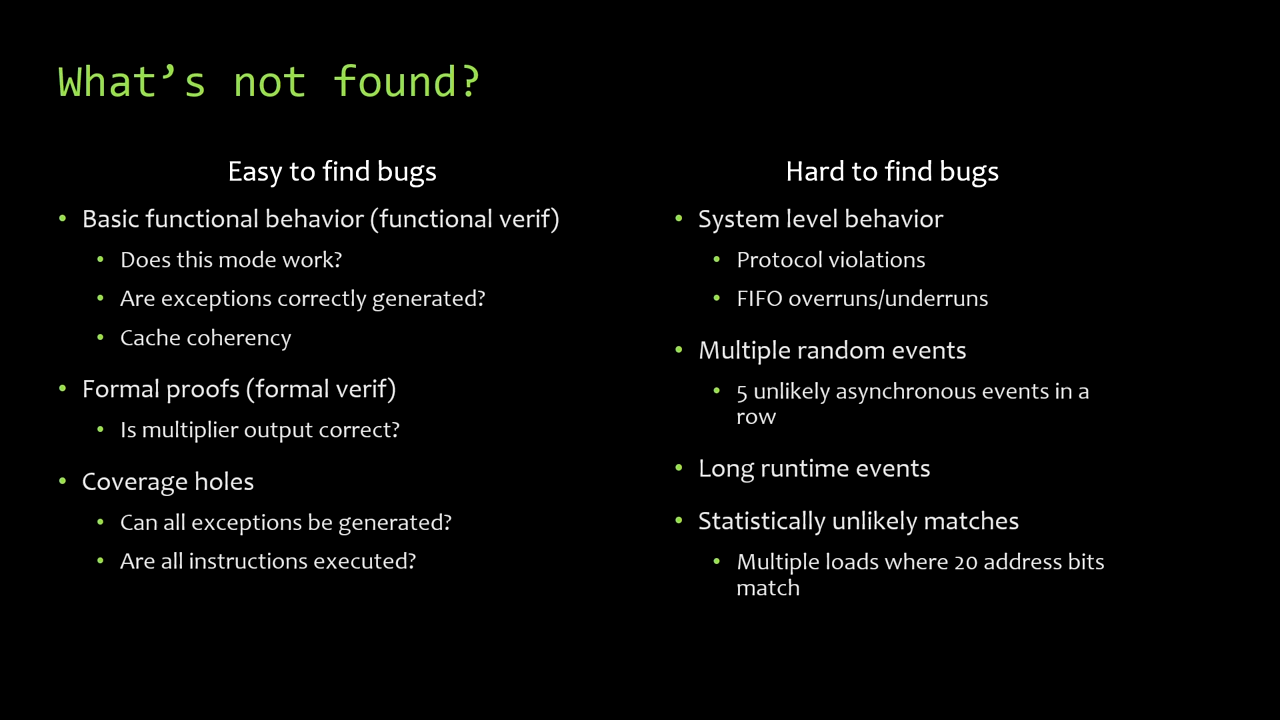 What’s not found?
Easy to find bugs
• Basic functional behavior (functional verif)
• Does this mode work?
• Are exceptions correctly generated?
• Cache coherency
• Formal proofs (formal verif)
• Is multiplier output correct?
• Coverage holes
• Can all exceptions be generated?
• Are all instructions executed?
Hard to find bugs
• System level behavior
• Protocol violations
• FIFO overruns/underruns
• Multiple random events
• 5 unlikely asynchronous events in a
row
• Long runtime events
• Statistically unlikely matches
• Multiple loads where 20 address bits
match